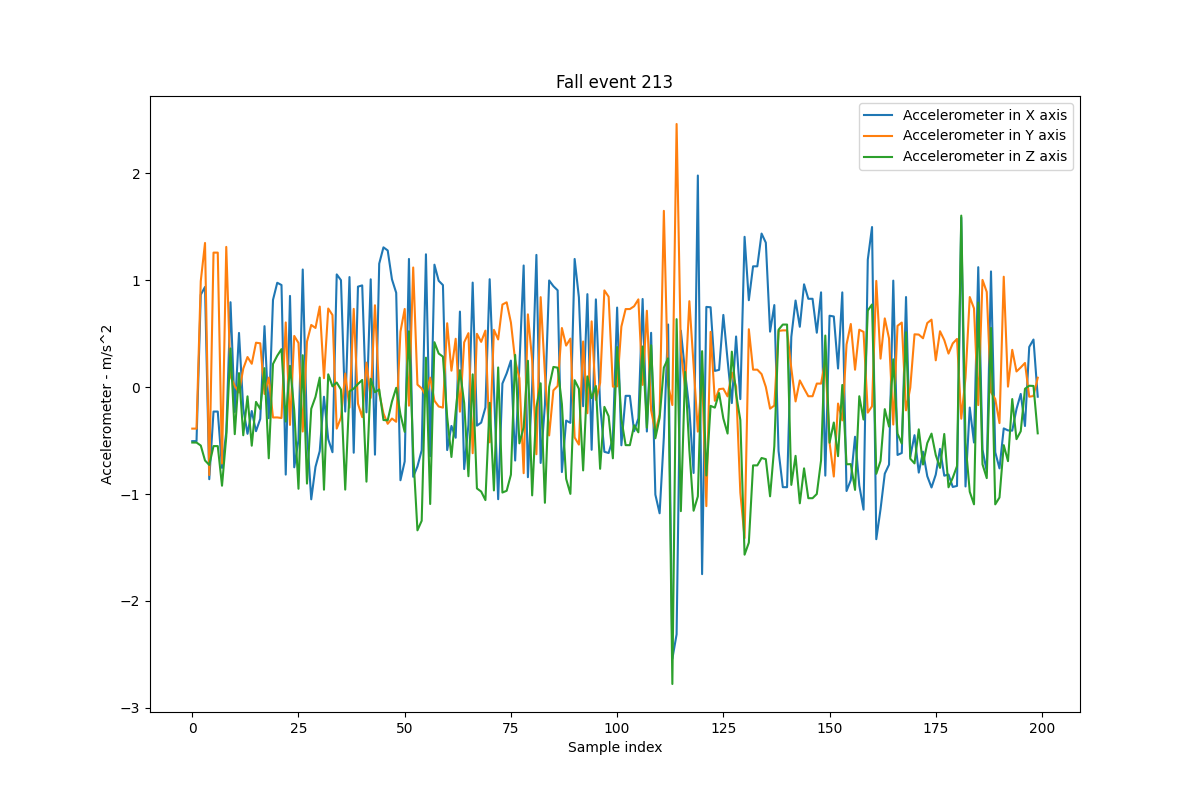 Fall event 213
Accelerometer in X axis
Accelerometer in Y axis
Accelerometer in Z axis
Accelerometer - m/s^2
2
1
0
−1
−2
−3
0 25 50 75 100 125 150 175 200
Sample index